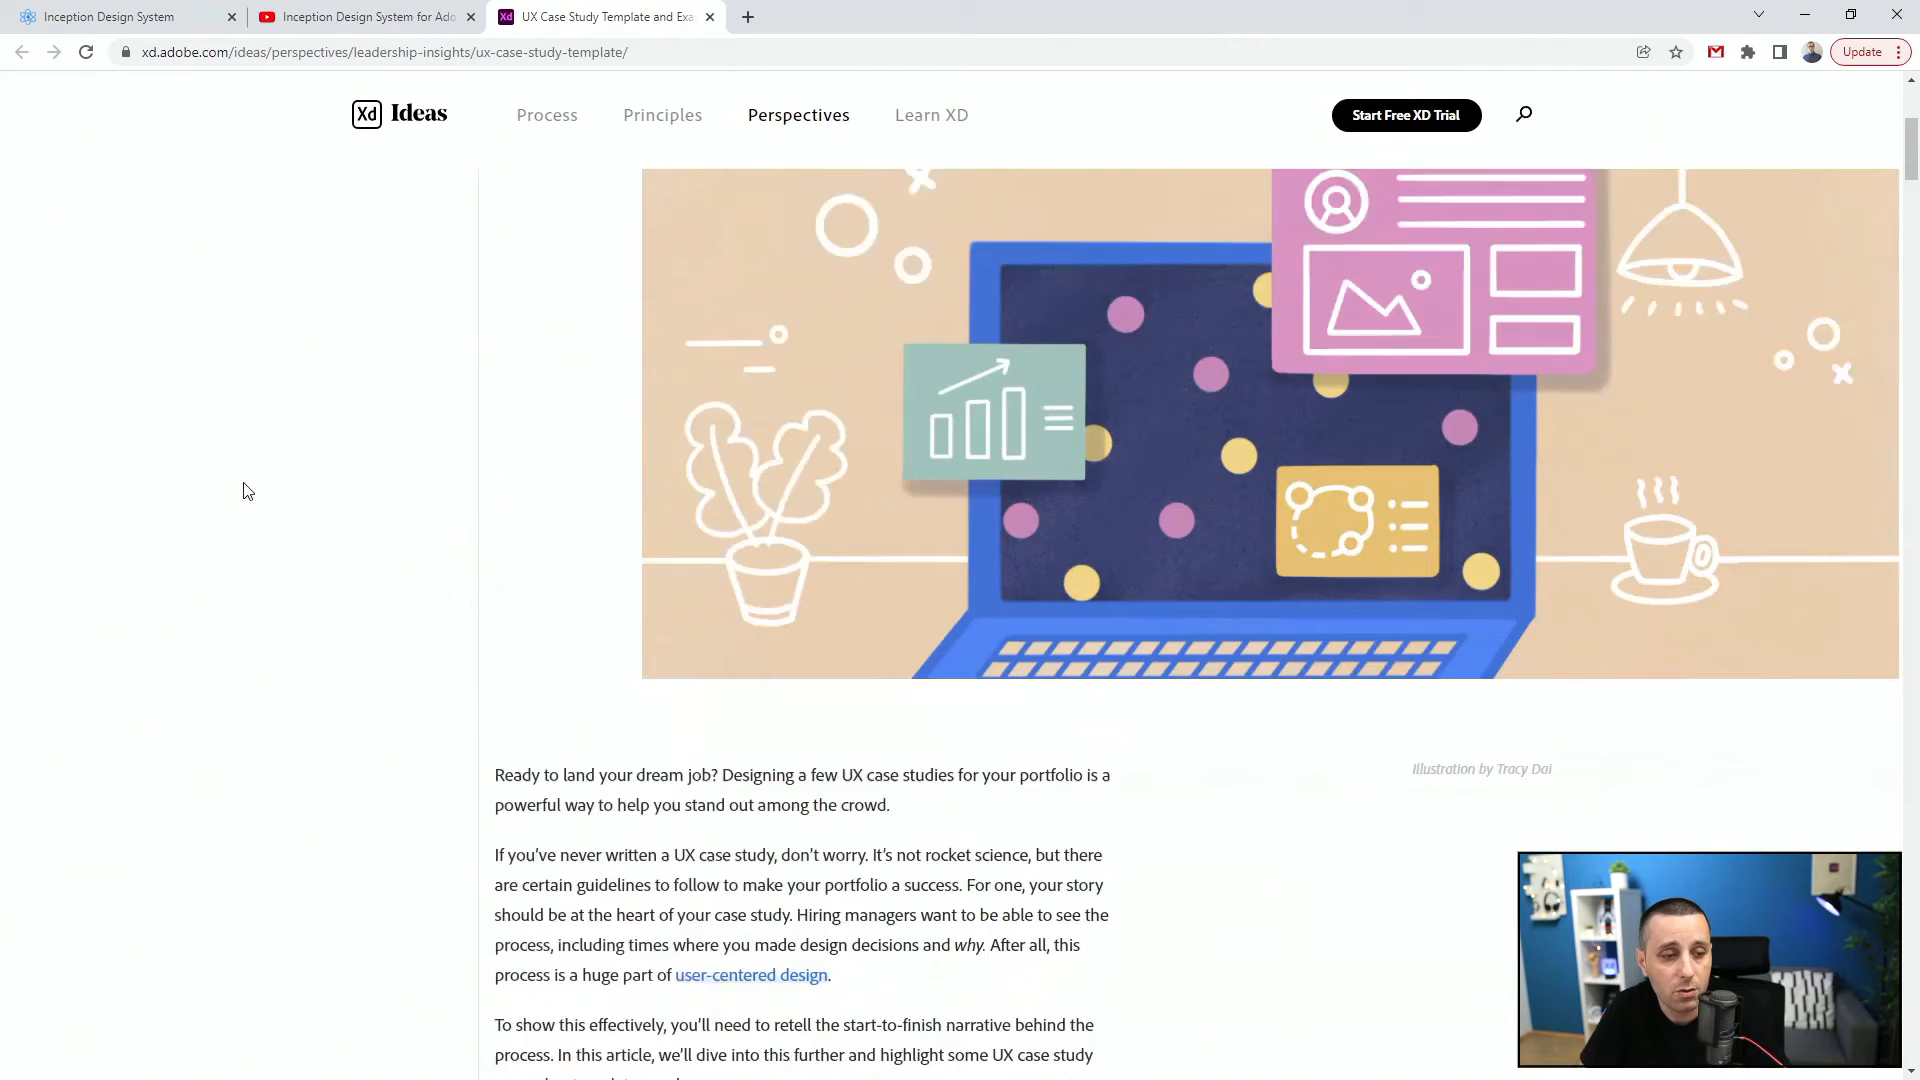 Inception Design System
Inception Design System for Ado
Xd
UX Case Study Template and Exa
xd.adobe.com/ideas/perspectives/leadership-insights/ux-case-study-template/
Update
Xd Ideas
Process
Principles
Perspectives
Learn XD
Start Free XD Trial
Ready to land your dream job? Designing a few UX case studies for your portfolio is a
powerful way to help you stand out among the crowd.
Illustration by Tracy Dai
If you’ve never written a UX case study, don’t worry. It’s not rocket science, but there
are certain guidelines to follow to make your portfolio a success. For one, your story
should be at the heart of your case study. Hiring managers want to be able to see the
process, including times where you made design decisions and why. After all, this
process is a huge part of user-centered design.
To show this effectively, you’ll need to retell the start-to-finish narrative behind the
process. In this article, we’ll dive into this further and highlight some UX case study